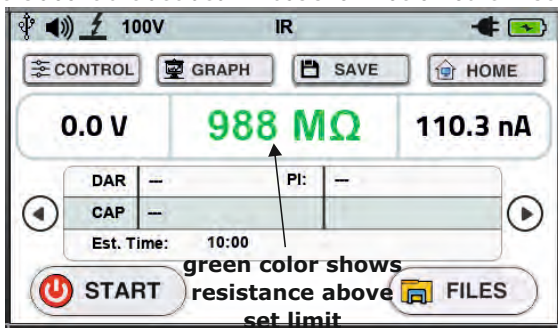 100V IR
CONTROL GRAPH SAVE HOME
0.0 V 988 MΩ 110.3 nA
DAR -- PI: --
CAP --
Est. Time: 10:00
green color shows
START resistance above FILES
set limit